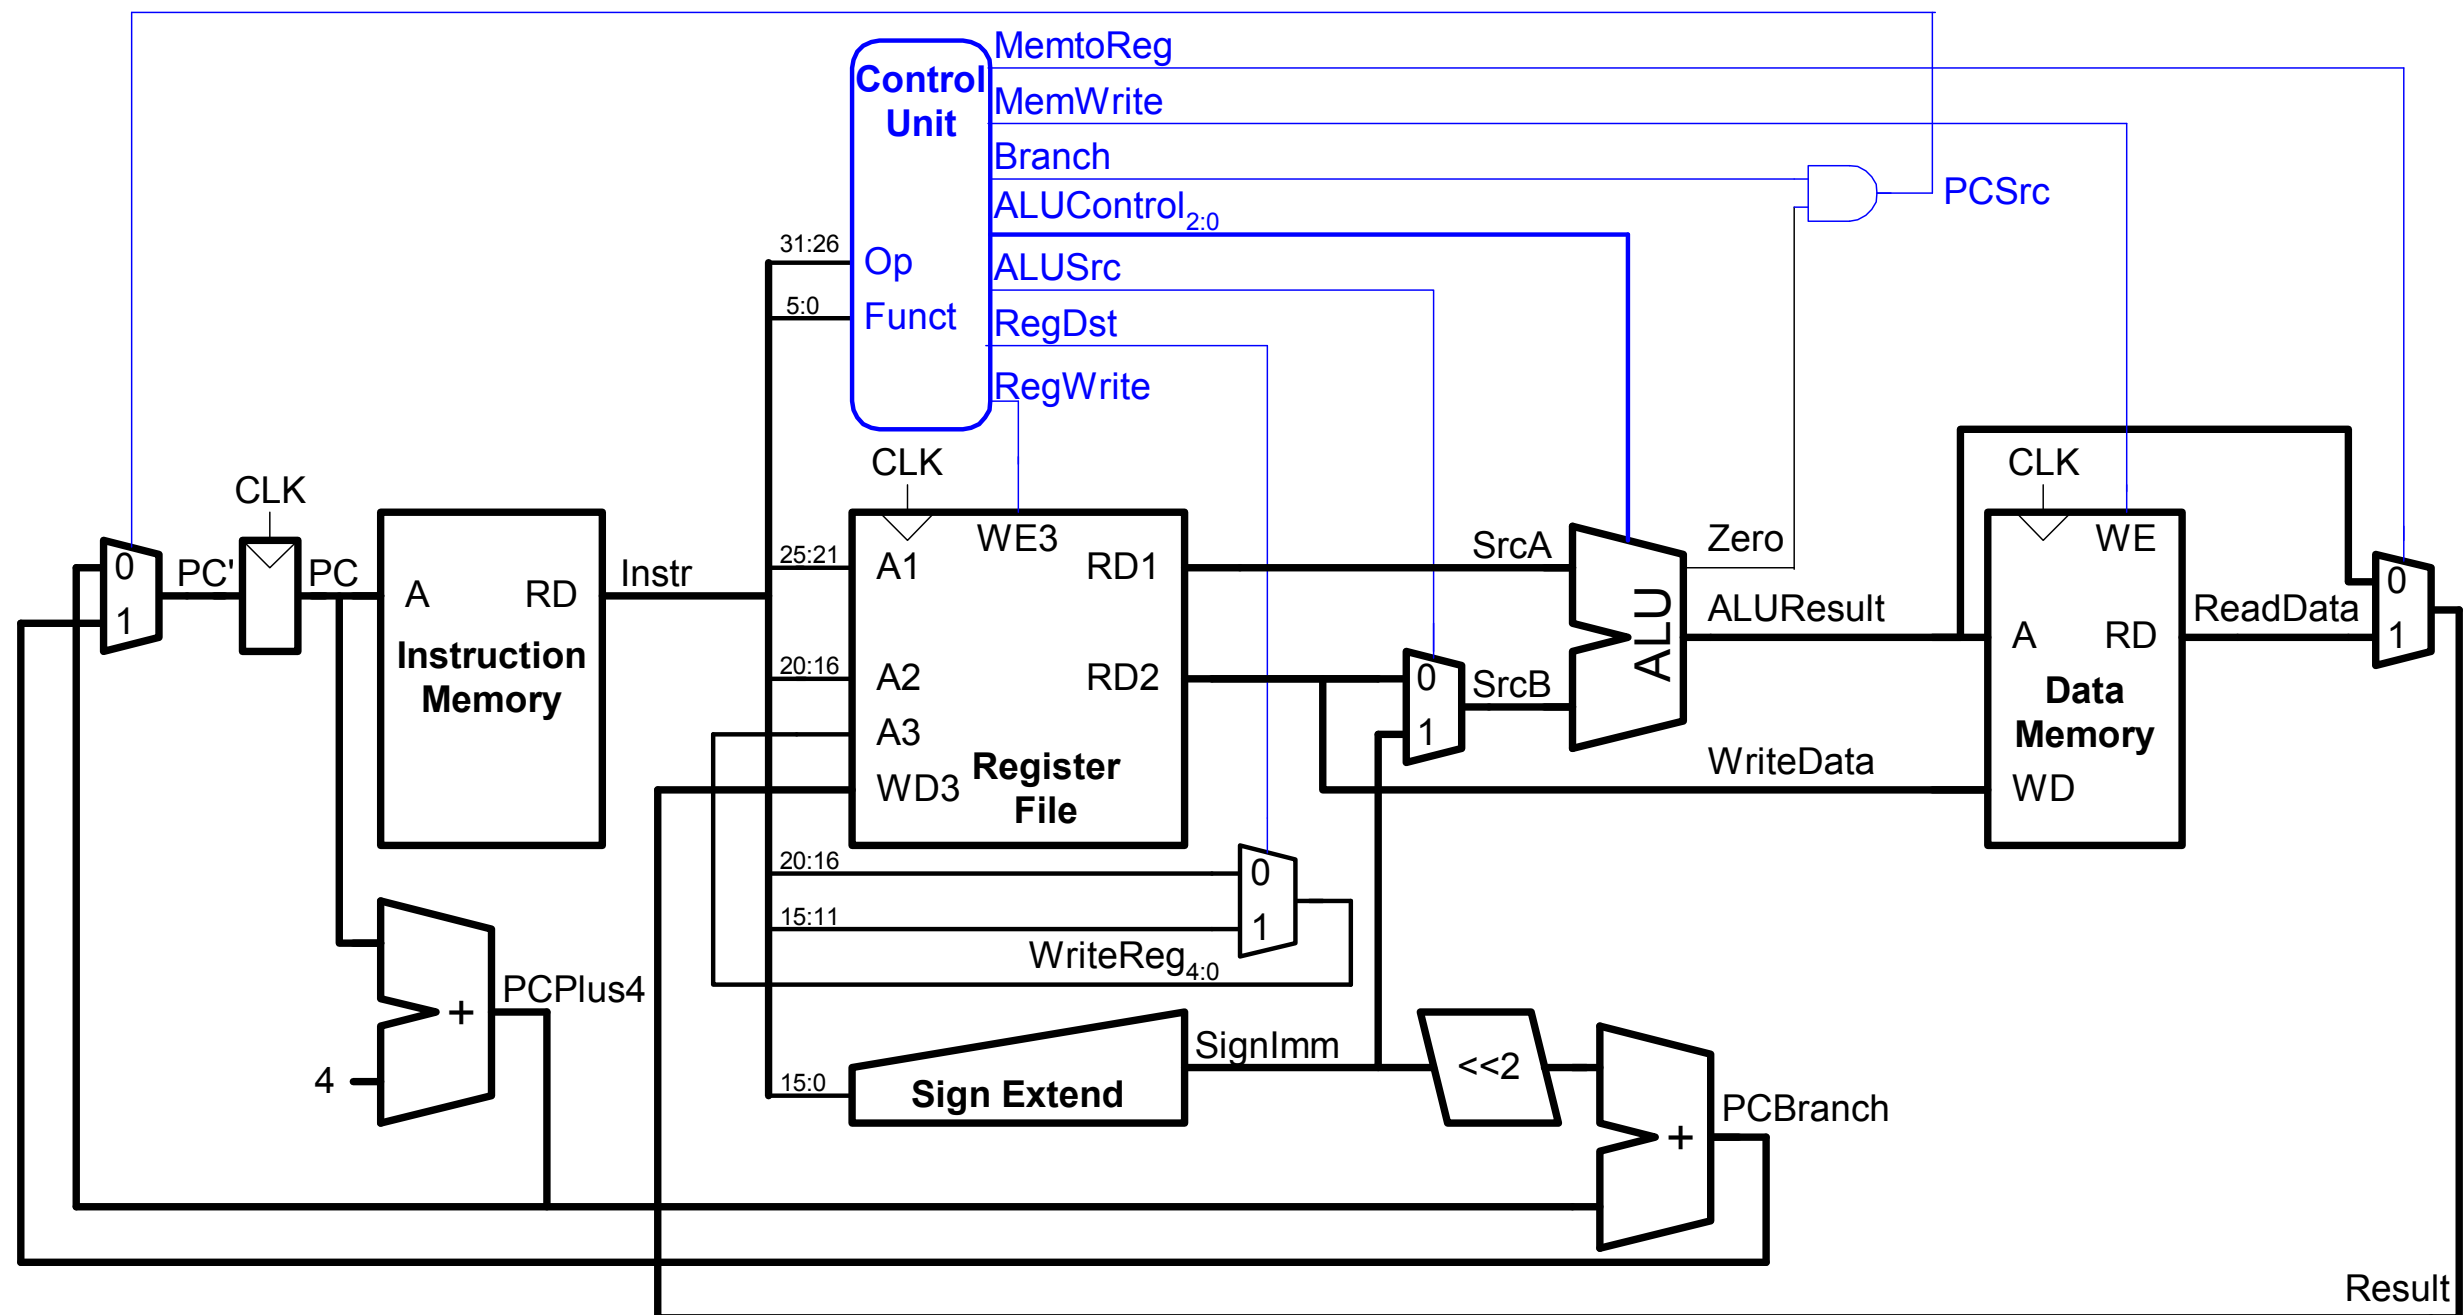 MemtoReg
Control
Unit
MemWrite
Branch
ALUControl2:0
PCSrc
31:26
Op
ALUSrc
5:0
Funct
RegDst
RegWrite
CLK
CLK
CLK
0
1
PC'
PC
A
RD
Instruction
Memory
Instr
25:21
A1
WE3
RD1
20:16
A2
RD2
A3
WD3
Register
File
SrcA
0
1
SrcB
ALU
Zero
ALUResult
WriteData
WE
A
RD
Data
Memory
WD
ReadData
0
1
20:16
0
15:11
1
WriteReg4:0
PCPlus4
+
4
SignImm
15:0
Sign Extend
<<2
PCBranch
+
Result